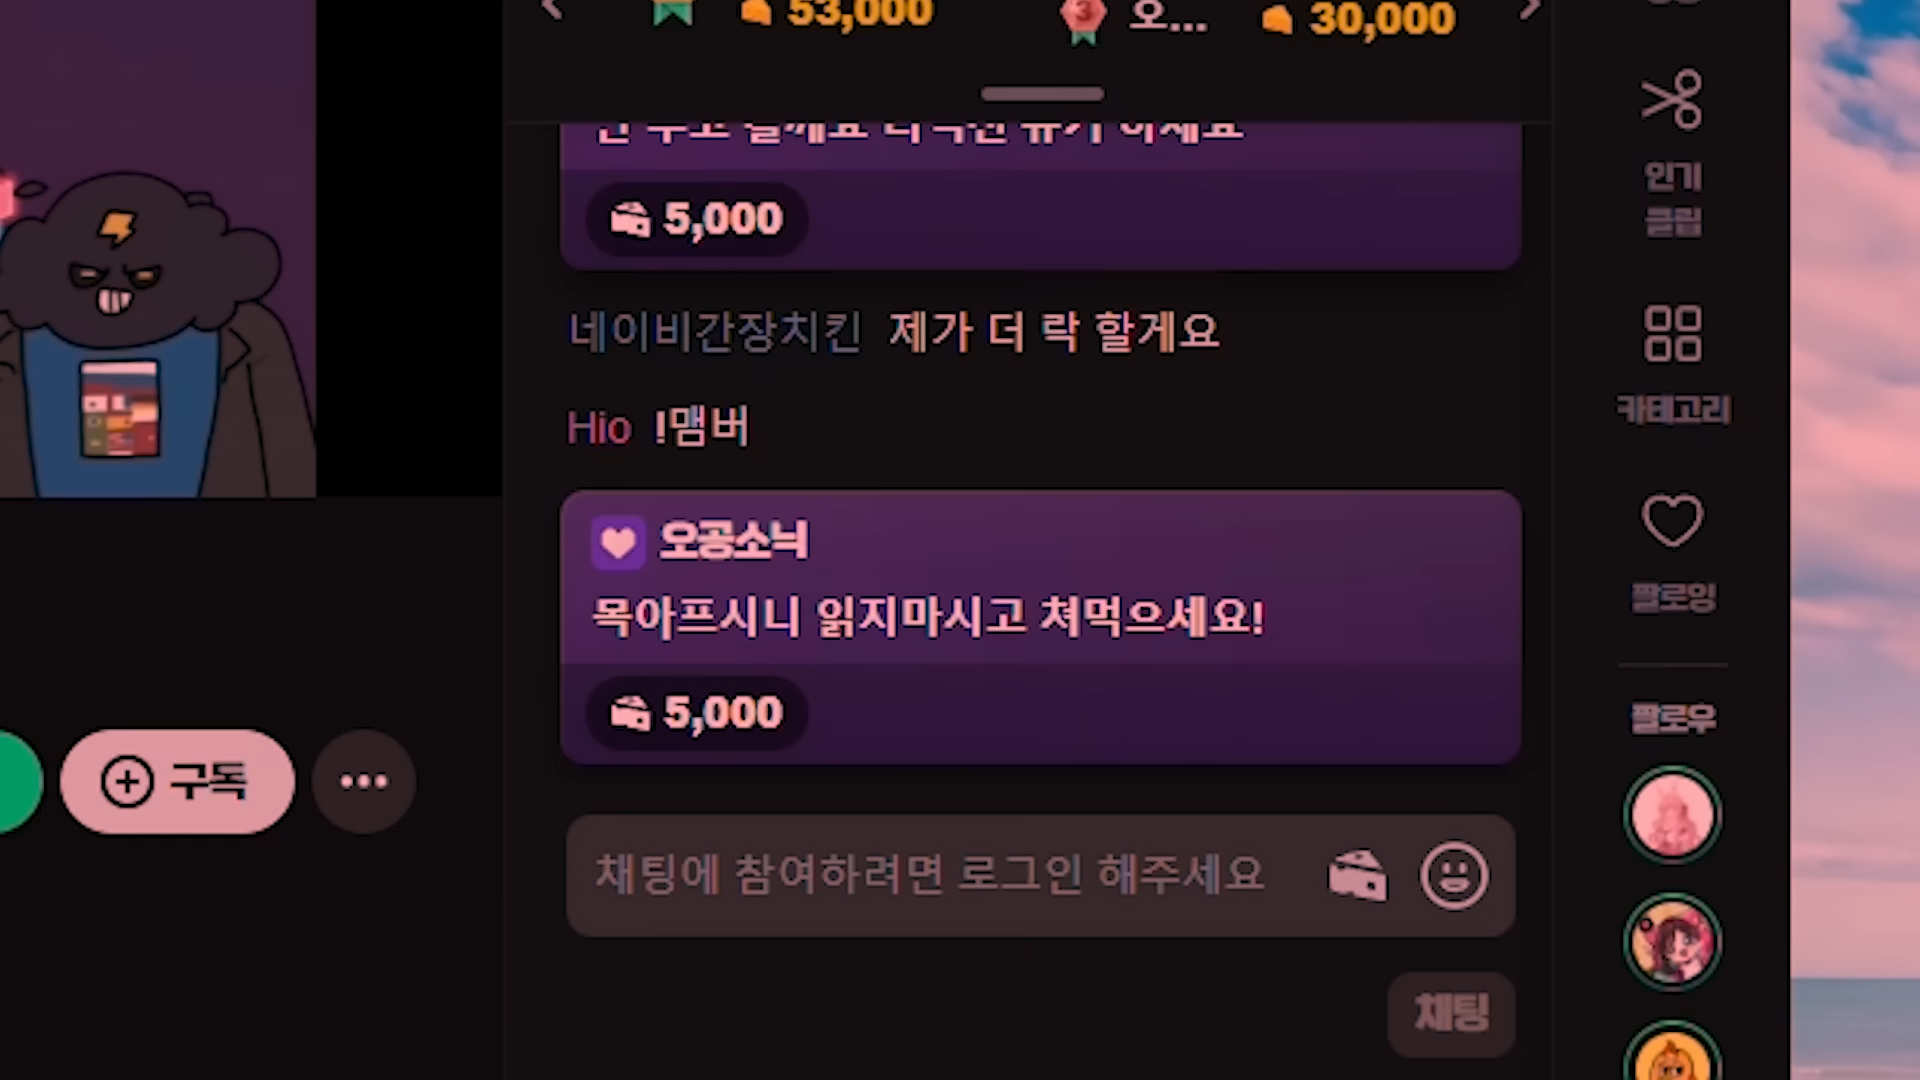 53,000
오...
30,000
5,000
네이비간장치킨 제가 더 락 할게요
Hio !맴버
오공소닉
목아프시니 읽지마시고 쳐먹으세요!
5,000
채팅에 참여하려면 로그인 해주세요
채팅
구독
인기
클립
카테고리
팔로잉
팔로우